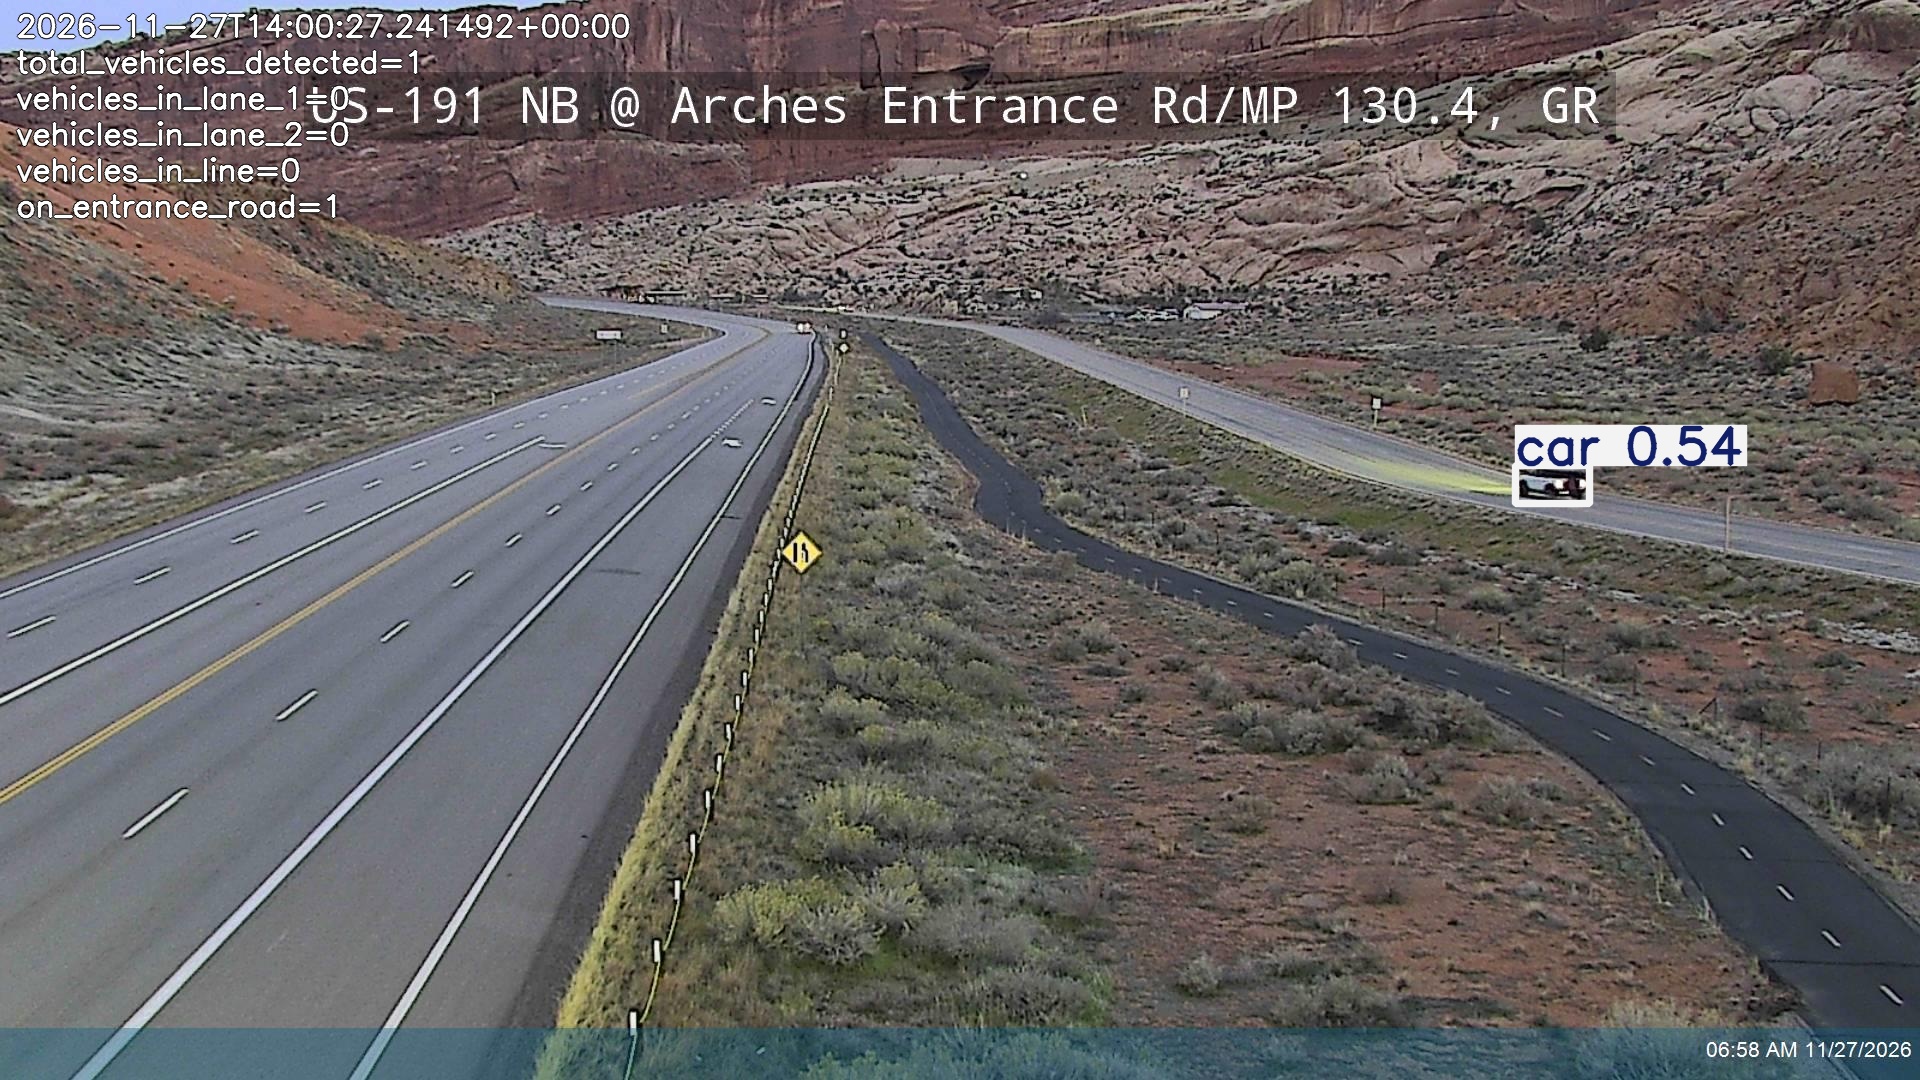 2026-11-27T14:00:27.241492+00:00
total_vehicles_detected=1
vehicles_in_lane_1=0
US-191 NB @ Arches Entrance Rd/MP 130.4, GR
vehicles_in_lane_2=0
vehicles_in_line=0
on_entrance_road=1
car 0.54
06:58 AM 11/27/2026